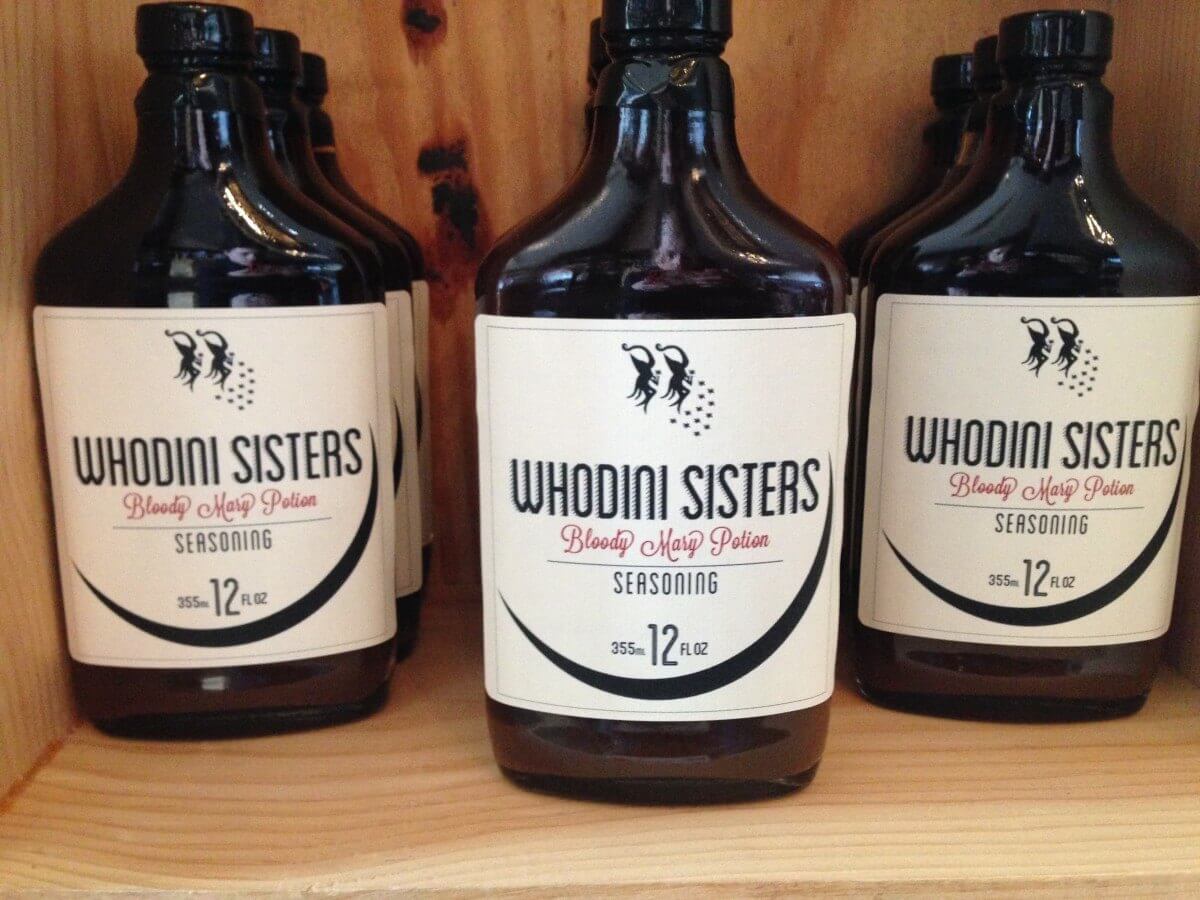 WHODINI SISTERS
Bloody Mary Potion
SEASONING
355ML 12 FL OZ
WHODINI SISTERS
Bloody Mary Potion
SEASONING
355ML 12 FL OZ
WHODINI SISTERS
Bloody Mary Potion
SEASONING
355ML 12 FL OZ